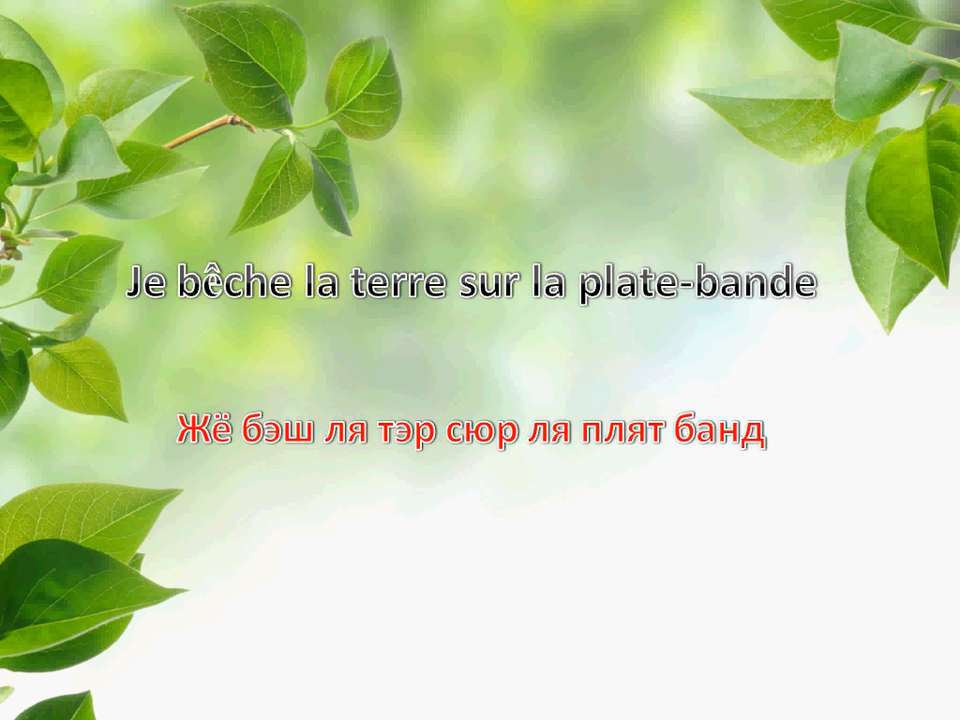 Je bêche la terre sur la plate-bande
Жё бэш ля тэр сюр ля плят банд